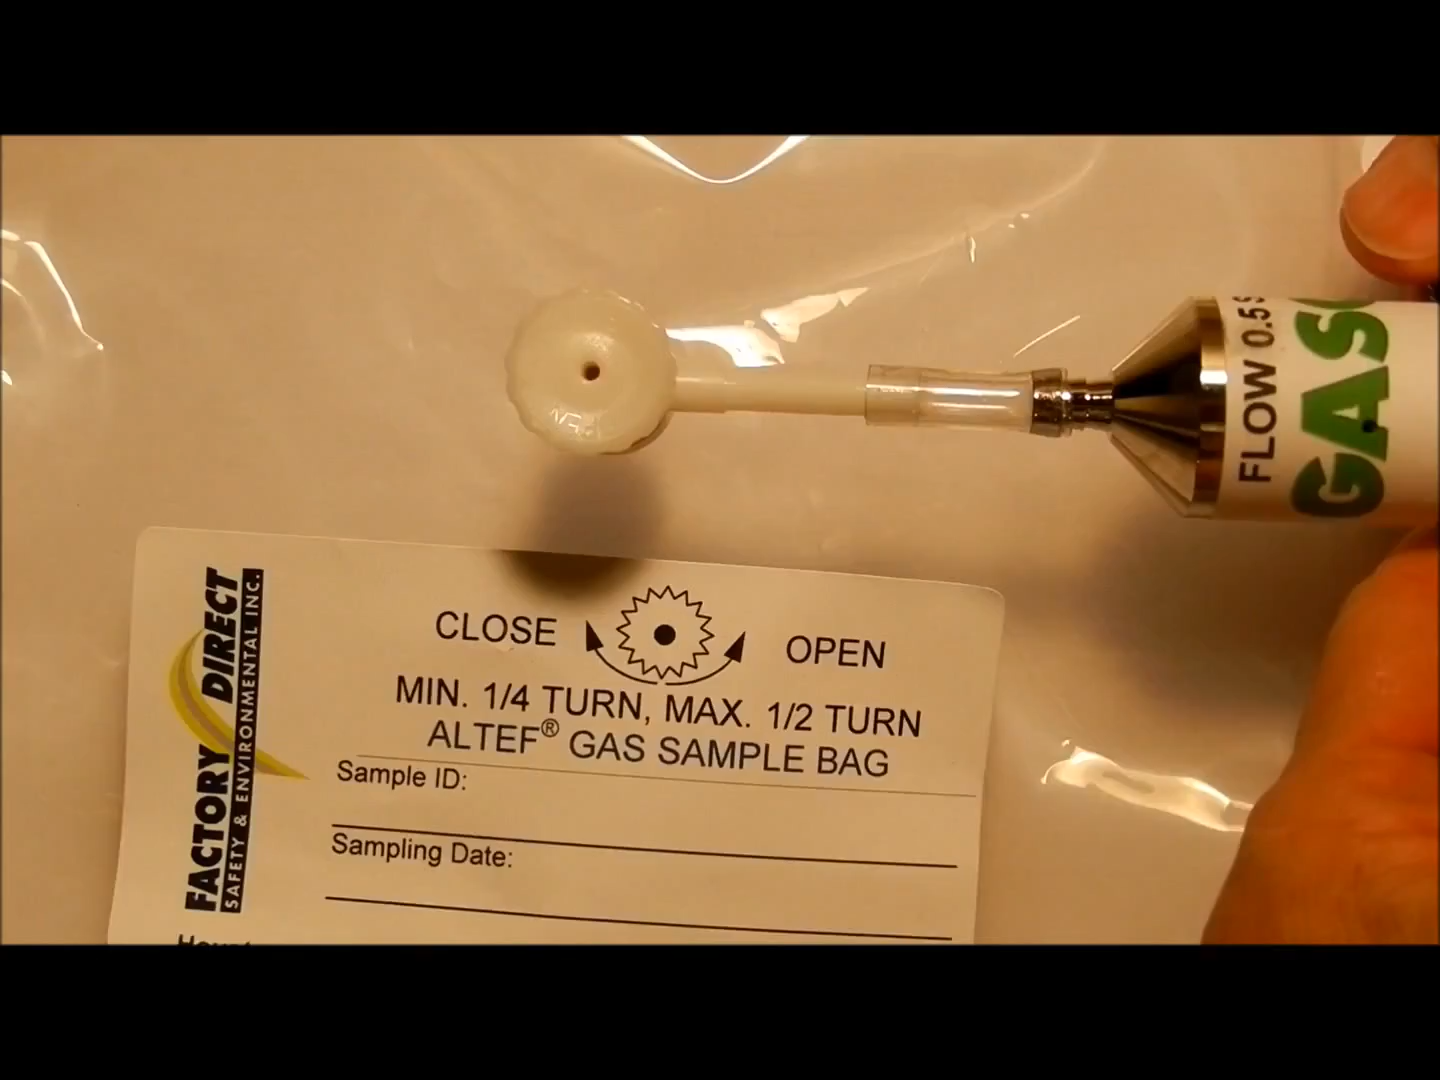 FLOW 0.5
GAS
FACTORY DIRECT
SAFETY & ENVIRONMENTAL INC.
CLOSE OPEN
MIN. 1/4 TURN, MAX. 1/2 TURN
ALTEF® GAS SAMPLE BAG
Sample ID:
Sampling Date: